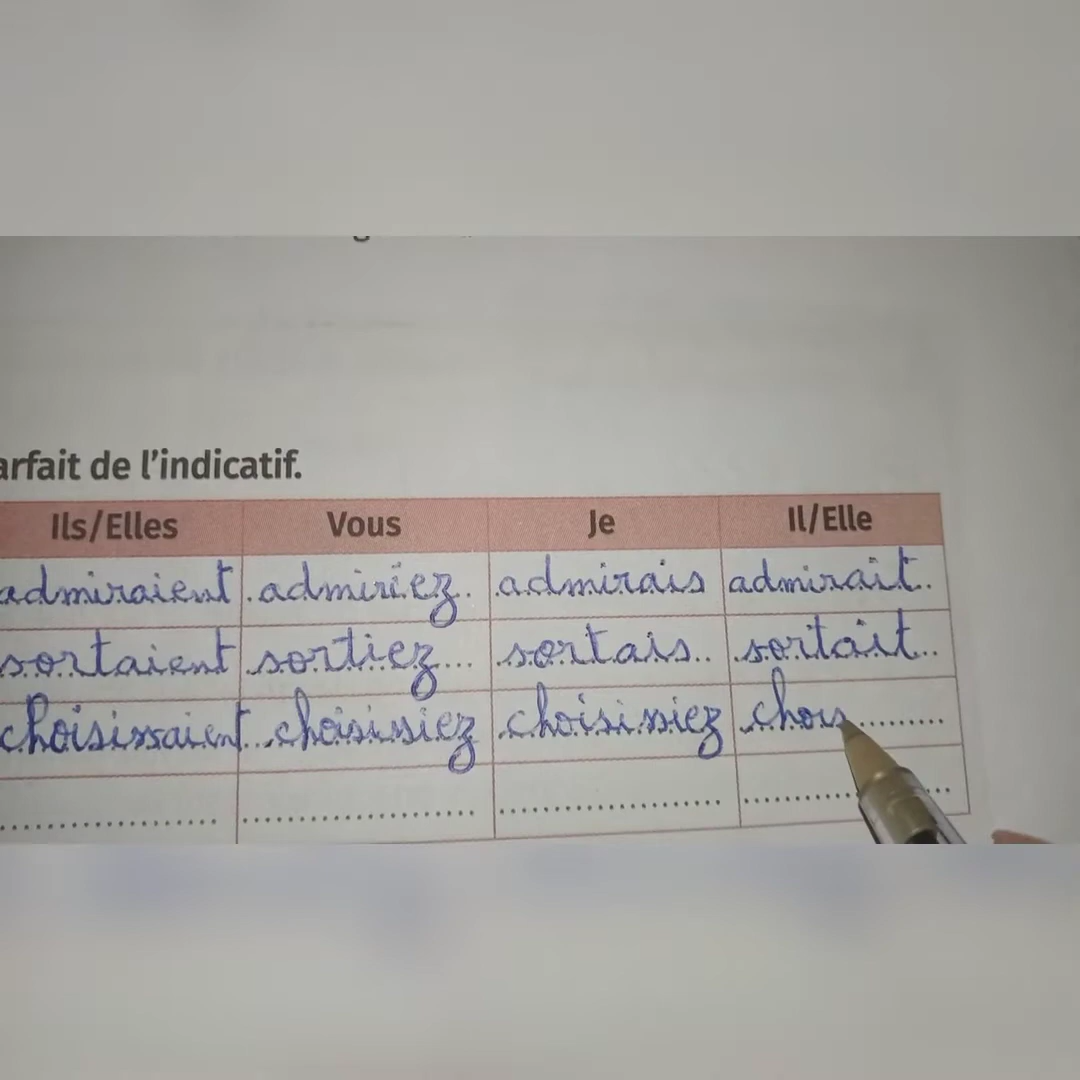 arfait de l'indicatif.
Ils/Elles Vous Je Il/Elle
admiraient admiriez admirais admirait
sortaient sortiez sortais sortait
choisissaient choisissiez choisissiez chois